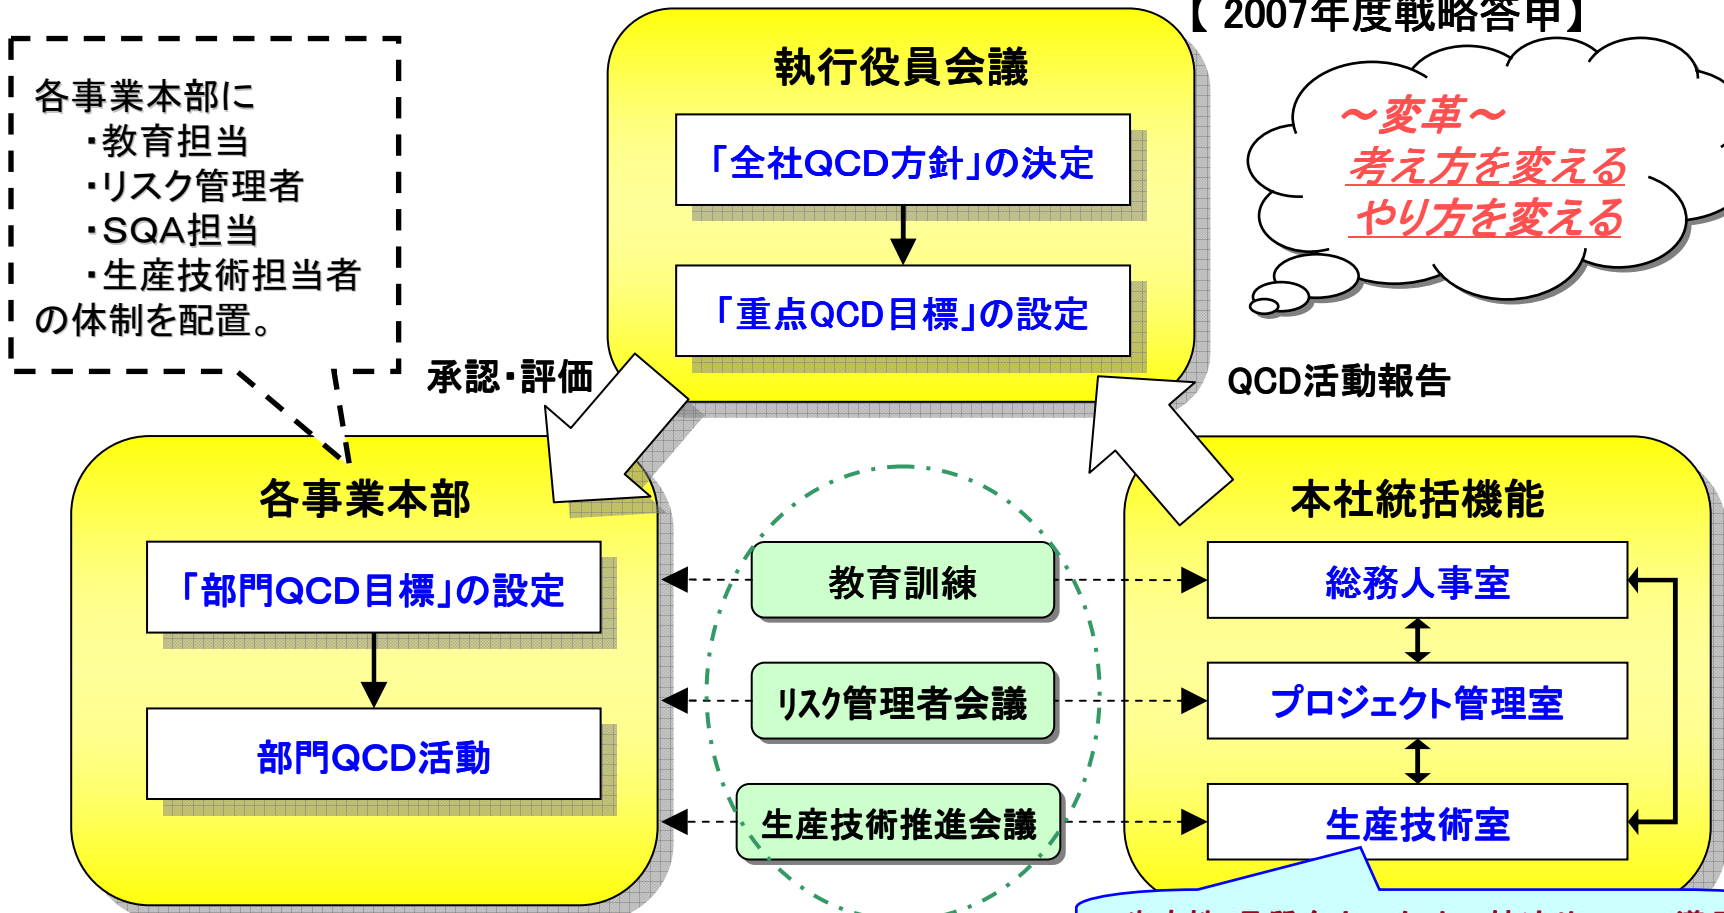 【 2007年度戦略答申】
各事業本部に
・教育担当
・リスク管理者
・SQA担当
・生産技術担当者
の体制を配置。
執行役員会議
「全社QCD方針」の決定
「重点QCD目標」の設定
～変革～
考え方を変える
やり方を変える
承認・評価
QCD活動報告
各事業本部
「部門QCD目標」の設定
部門QCD活動
教育訓練
リスク管理者会議
生産技術推進会議
本社統括機能
総務人事室
プロジェクト管理室
生産技術室